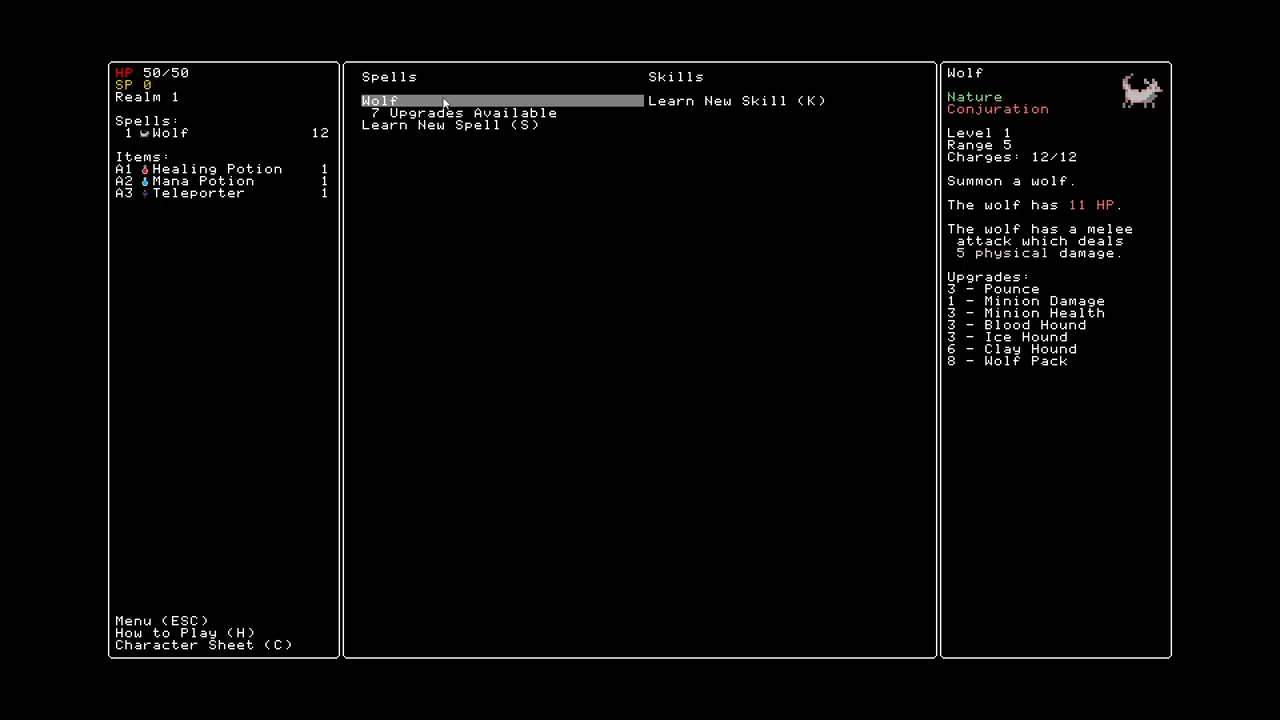 HP 50/50
SP 0
Realm 1
Spells:
1 Wolf 12
Items:
A1 Healing Potion 1
A2 Mana Potion 1
A3 Teleporter 1
Menu (ESC)
How to Play (H)
Character Sheet (C)
Spells
Wolf
7 Upgrades Available
Learn New Spell (S)
Skills
Learn New Skill (K)
Wolf
Nature
Conjuration
Level 1
Range 5
Charges: 12/12
Summon a wolf.
The wolf has 11 HP.
The wolf has a melee
attack which deals
5 physical damage.
Upgrades:
3 - Pounce
1 - Minion Damage
3 - Minion Health
3 - Blood Hound
3 - Ice Hound
6 - Clay Hound
8 - Wolf Pack